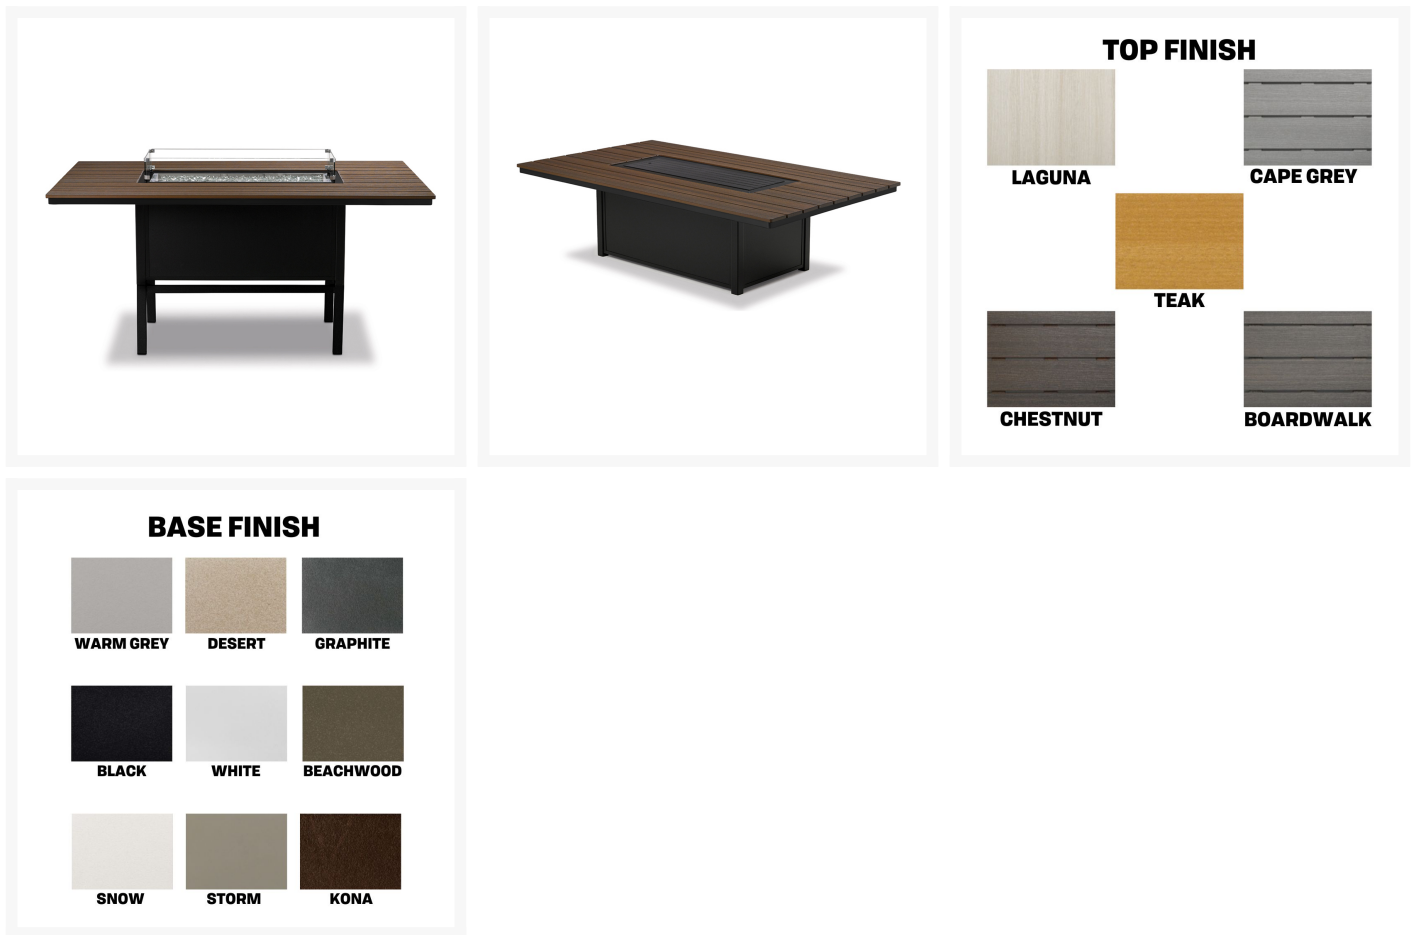 TOP FINISH
LAGUNA
CAPE GREY
TEAK
CHESTNUT
BOARDWALK
BASE FINISH
WARM GREY
DESERT
GRAPHITE
BLACK
WHITE
BEACHWOOD
SNOW
STORM
KONA